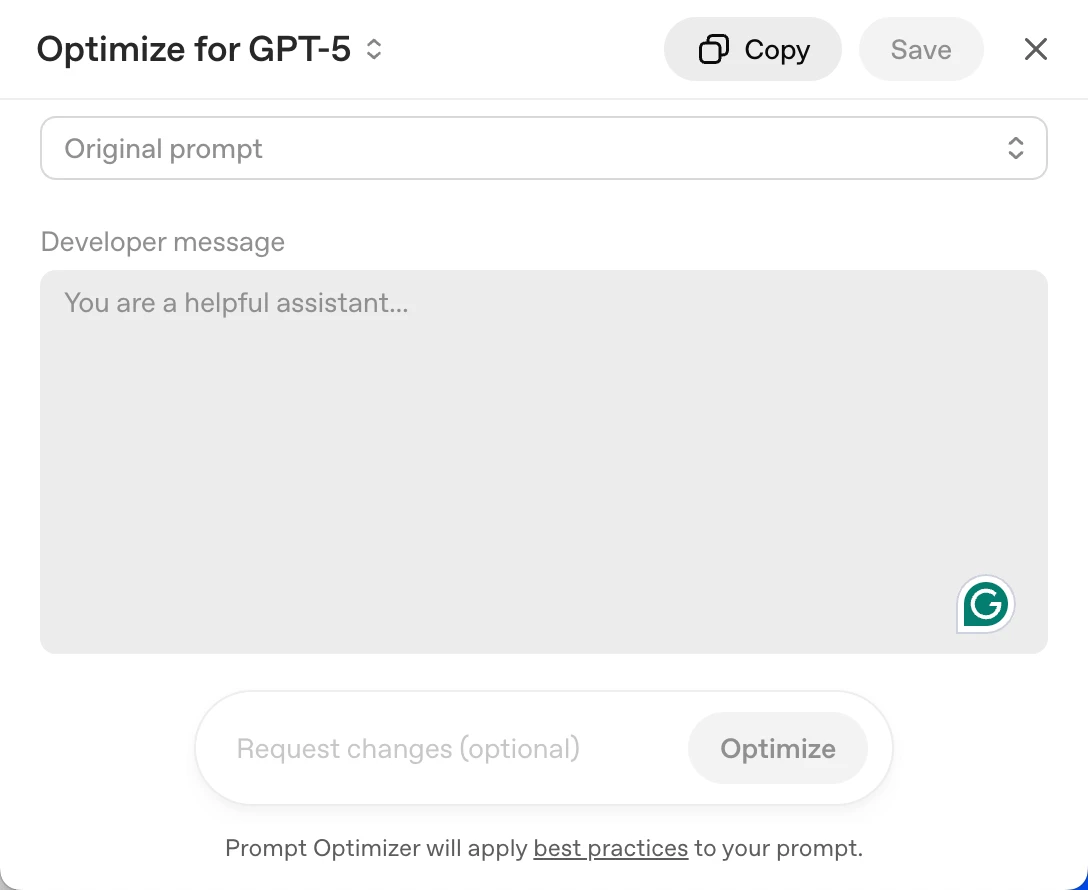 Optimize for GPT-5
Copy
Save
Original prompt
Developer message
You are a helpful assistant...
G
Request changes (optional)
Optimize
Prompt Optimizer will apply best practices to your prompt.